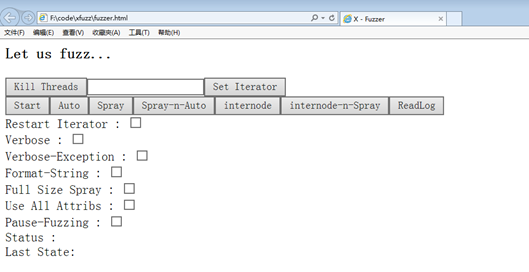 F:\code\xfuzz\fuzzer.html
X - Fuzzer
文件(F) 编辑(E) 查看(V) 收藏夹(A) 工具(T) 帮助(H)
Let us fuzz...
Kill Threads Set Iterator
Start Auto Spray Spray-n-Auto internode internode-n-Spray ReadLog
Restart Iterator :
Verbose :
Verbose-Exception :
Format-String :
Full Size Spray :
Use All Attribs :
Pause-Fuzzing :
Status :
Last State: